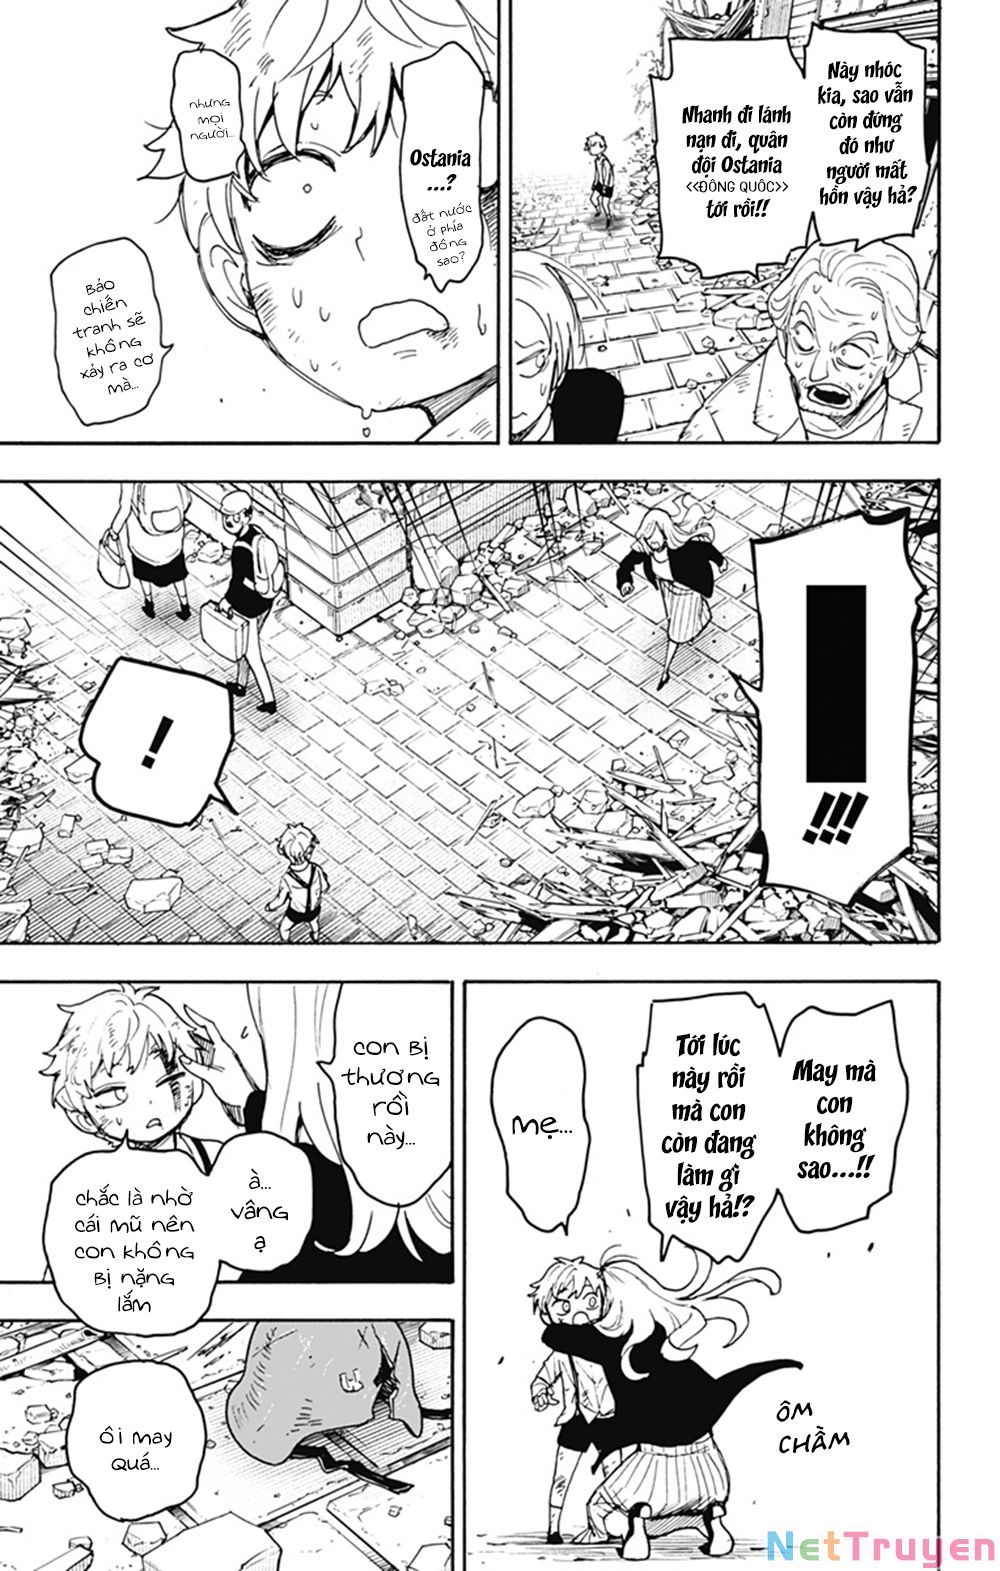 Này nhóc
kia, sao vẫn
còn đứng
đó như
người mất
hồn vậy hả?
Nhanh đi lánh
nạn đi, quân
đội Ostania
<<ĐÔNG QUỐC>>
tới rồi!!
Ostania
...?
đất nước
ở phía
đông
sao?
nhưng
mọi
người...
Bảo
chiến
tranh sẽ
không
xảy ra cơ
mà...
!!!
!
May mà
con
không
sao...!!
Tới lúc
này rồi
mà con
còn đang
làm gì
vậy hả!?
mẹ...
ÔM
CHẦM
con bị
thương
rồi
này...
à...
vâng
ạ
chắc là nhờ
cái mũ nên
con không
bị nặng
lắm
ôi may
quá...
NetTruyen